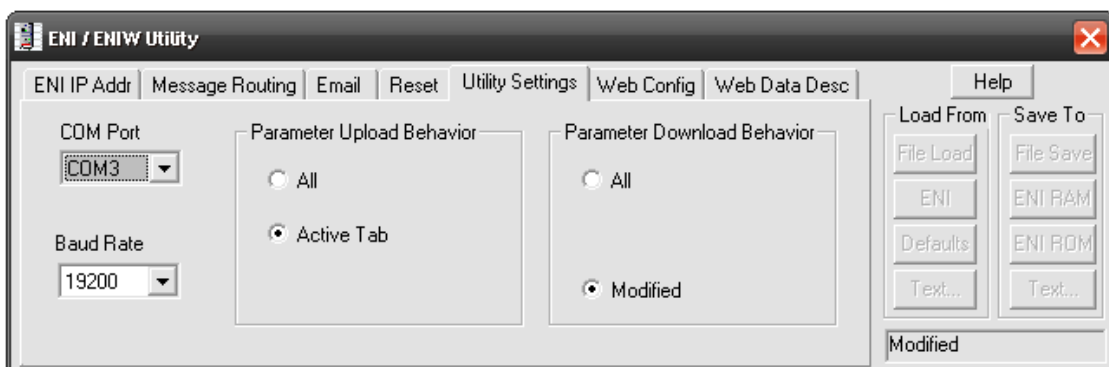 ENI / ENIW Utility
ENI IP Addr
Message Routing
Email
Reset
Utility Settings
Web Config
Web Data Desc
Help
COM Port
COM3
Baud Rate
19200
Parameter Upload Behavior
All
Active Tab
Parameter Download Behavior
All
Modified
Load From
File Load
ENI
Defaults
Text...
Save To
File Save
ENI RAM
ENI ROM
Text...
Modified